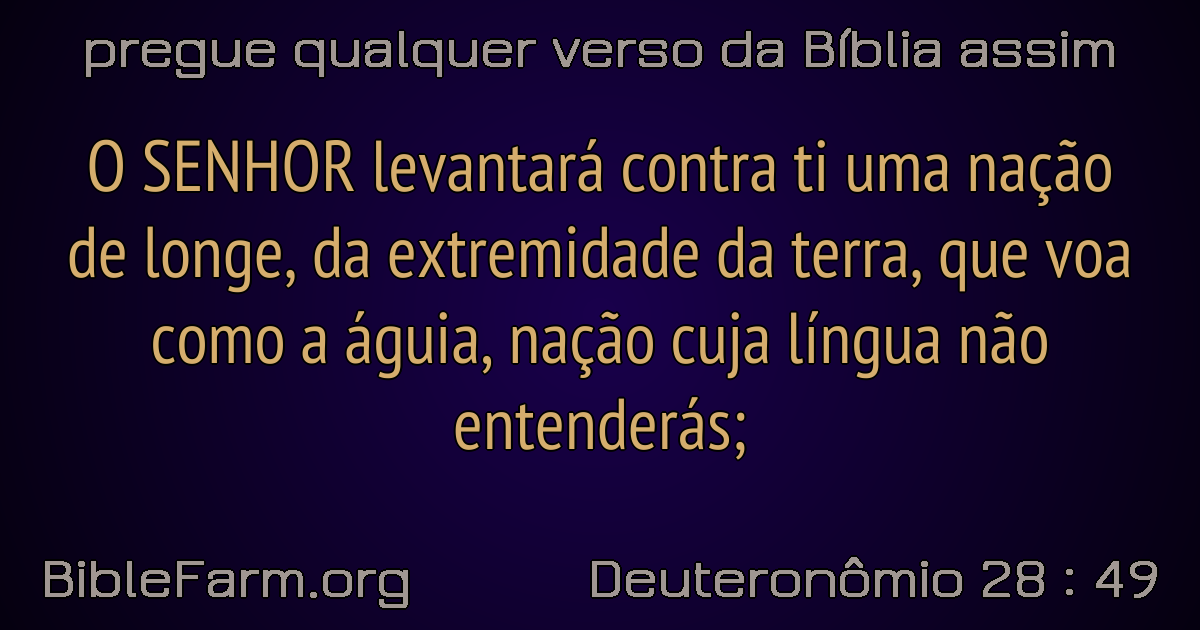 pregue qualquer verso da Bíblia assim
O SENHOR levantará contra ti uma nação
de longe, da extremidade da terra, que voa
como a águia, nação cuja língua não
entenderás;
BibleFarm.org
Deuteronômio 28 : 49